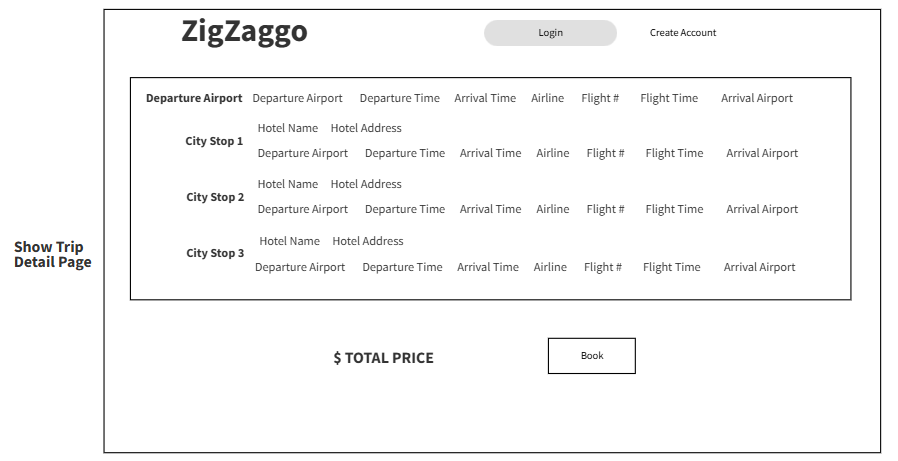 ZigZaggo
Login Create Account
Departure Airport Departure Airport Departure Time Arrival Time Airline Flight # Flight Time Arrival Airport
Hotel Name Hotel Address
City Stop 1
Departure Airport Departure Time Arrival Time Airline Flight # Flight Time Arrival Airport
Hotel Name Hotel Address
City Stop 2
Departure Airport Departure Time Arrival Time Airline Flight # Flight Time Arrival Airport
Hotel Name Hotel Address
City Stop 3
Departure Airport Departure Time Arrival Time Airline Flight # Flight Time Arrival Airport
Show Trip
Detail Page
$ TOTAL PRICE
Book